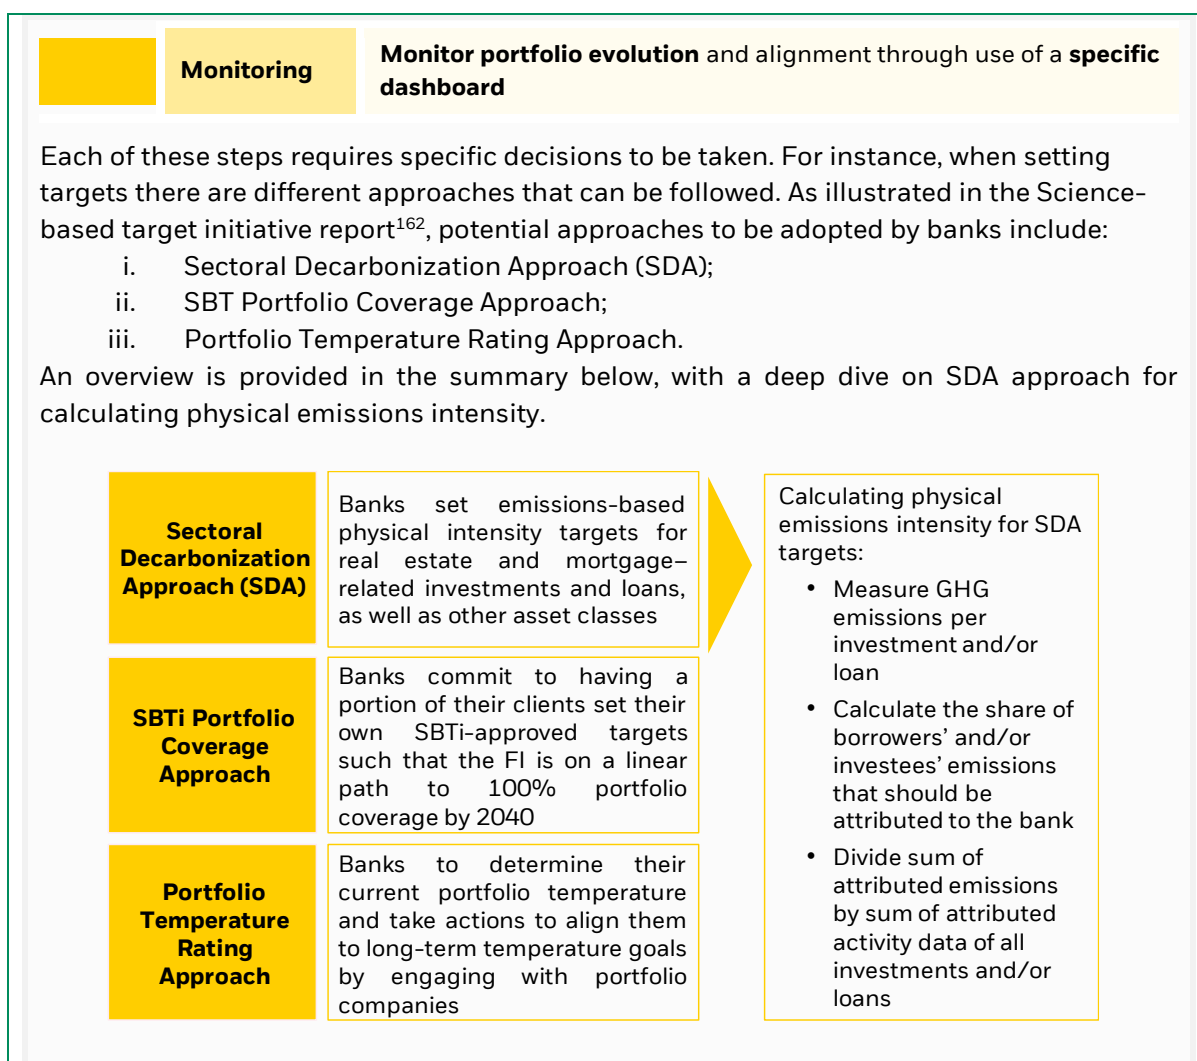 Monitoring
Monitor portfolio evolution and alignment through use of a specific
dashboard
Each of these steps requires specific decisions to be taken. For instance, when setting
targets there are different approaches that can be followed. As illustrated in the Science-
based target initiative report162, potential approaches to be adopted by banks include:
i. Sectoral Decarbonization Approach (SDA);
ii. SBT Portfolio Coverage Approach;
iii. Portfolio Temperature Rating Approach.
An overview is provided in the summary below, with a deep dive on SDA approach for
calculating physical emissions intensity.
Sectoral
Decarbonization
Approach (SDA)
Banks set emissions-based
physical intensity targets for
real estate and mortgage–
related investments and loans,
as well as other asset classes
SBTi Portfolio
Coverage
Approach
Banks commit to having a
portion of their clients set their
own SBTi-approved targets
such that the FI is on a linear
path to 100% portfolio
coverage by 2040
Portfolio
Temperature
Rating
Approach
Banks to determine their
current portfolio temperature
and take actions to align them
to long-term temperature goals
by engaging with portfolio
companies
Calculating physical
emissions intensity for SDA
targets:
• Measure GHG
emissions per
investment and/or
loan
• Calculate the share of
borrowers’ and/or
investees’ emissions
that should be
attributed to the bank
• Divide sum of
attributed emissions
by sum of attributed
activity data of all
investments and/or
loans